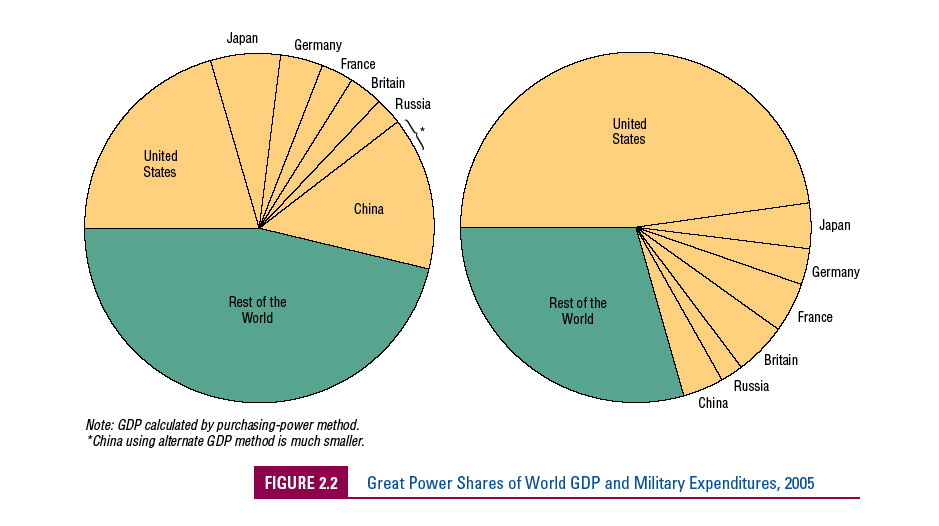 Japan
Germany
France
Britain
Russia
*
United
States
China
Rest of the
World
United
States
Japan
Germany
France
Britain
Russia
China
Rest of the
World
Note: GDP calculated by purchasing-power method.
*China using alternate GDP method is much smaller.
FIGURE 2.2 Great Power Shares of World GDP and Military Expenditures, 2005